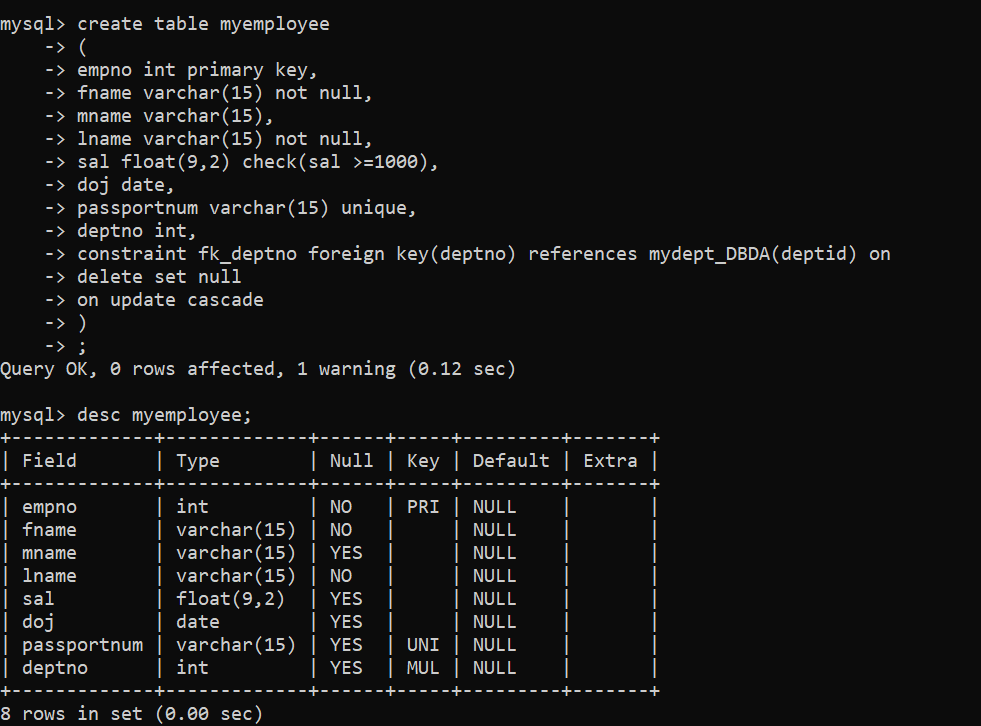 mysql> create table myemployee
    -> (
    -> empno int primary key,
    -> fname varchar(15) not null,
    -> mname varchar(15),
    -> lname varchar(15) not null,
    -> sal float(9,2) check(sal >=1000),
    -> doj date,
    -> passportnum varchar(15) unique,
    -> deptno int,
    -> constraint fk_deptno foreign key(deptno) references mydept_DBDA(deptid) on
    -> delete set null
    -> on update cascade
    -> )
    -> ;
Query OK, 0 rows affected, 1 warning (0.12 sec)

mysql> desc myemployee;
+-------------+-------------+------+-----+---------+-------+
| Field       | Type        | Null | Key | Default | Extra |
+-------------+-------------+------+-----+---------+-------+
| empno       | int         | NO   | PRI | NULL    |       |
| fname       | varchar(15) | NO   |     | NULL    |       |
| mname       | varchar(15) | YES  |     | NULL    |       |
| lname       | varchar(15) | NO   |     | NULL    |       |
| sal         | float(9,2)  | YES  |     | NULL    |       |
| doj         | date        | YES  |     | NULL    |       |
| passportnum | varchar(15) | YES  | UNI | NULL    |       |
| deptno      | int         | YES  | MUL | NULL    |       |
+-------------+-------------+------+-----+---------+-------+
8 rows in set (0.00 sec)